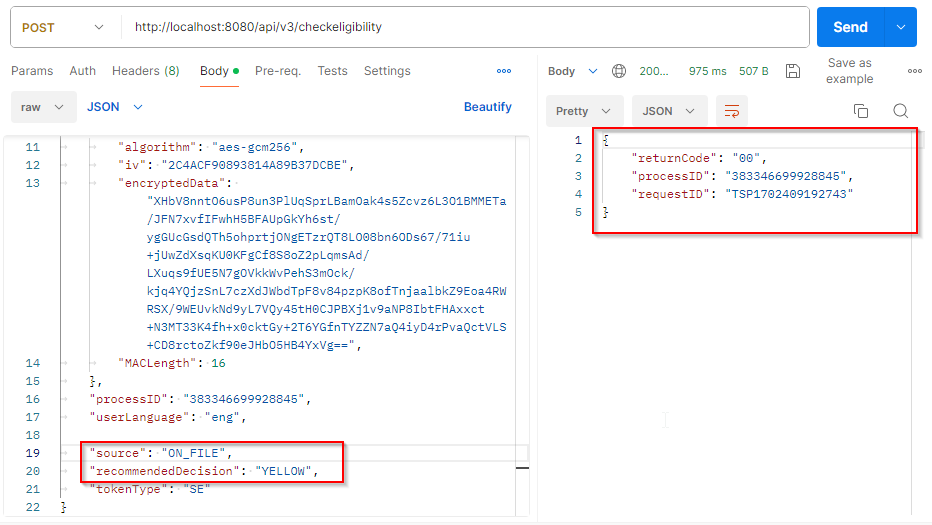 POST http://localhost:8080/api/v3/checkeligibility Send
Params Auth Headers (8) Body Pre-req. Tests Settings
raw JSON Beautify
11 "algorithm": "aes-gcm256",
12 "iv": "2C4ACF90893814A89B37DCBE",
13 "encryptedData":
"XHbV8nntO6usP8un3PlUqSprLBamOak4s5Zcvz6L3O1BMMETa
/JFN7xvfIFwhH5BFAUpGkYh6st/
ygGUcGsdQTh5ohprtjONgETzrQT8LO08bn6ODs67/71iu
+jUwZdXsqKU0KFgCf8S8oZ2pLqmsAd/
LXuqs9fUE5N7gOVkkWvPehS3mOck/
kjq4YQjzSnL7czXdJWbdTpF8v84pzpK8ofTnjaalbkZ9Eoa4RW
RSX/9WEUvkNd9yL7VQy45tH0CJPBXj1v9aNP8IbtFHAxxct
+N3MT33K4fh+x0cktGy+2T6YGfnTYZZN7aQ4iyD4rPvaQctVLS
+CD8rctoZkf90eJHbO5HB4YxVg==",
14 "MACLength": 16
15 },
16 "processID": "383346699928845",
17 "userLanguage": "eng",
18
19 "source": "ON_FILE",
20 "recommendedDecision": "YELLOW",
21 "tokenType": "SE"
22 }
Body 200... 975 ms 507 B Save as
example
Pretty JSON
1 {
2 "returnCode": "00",
3 "processID": "383346699928845",
4 "requestID": "TSP1702409192743"
5 }